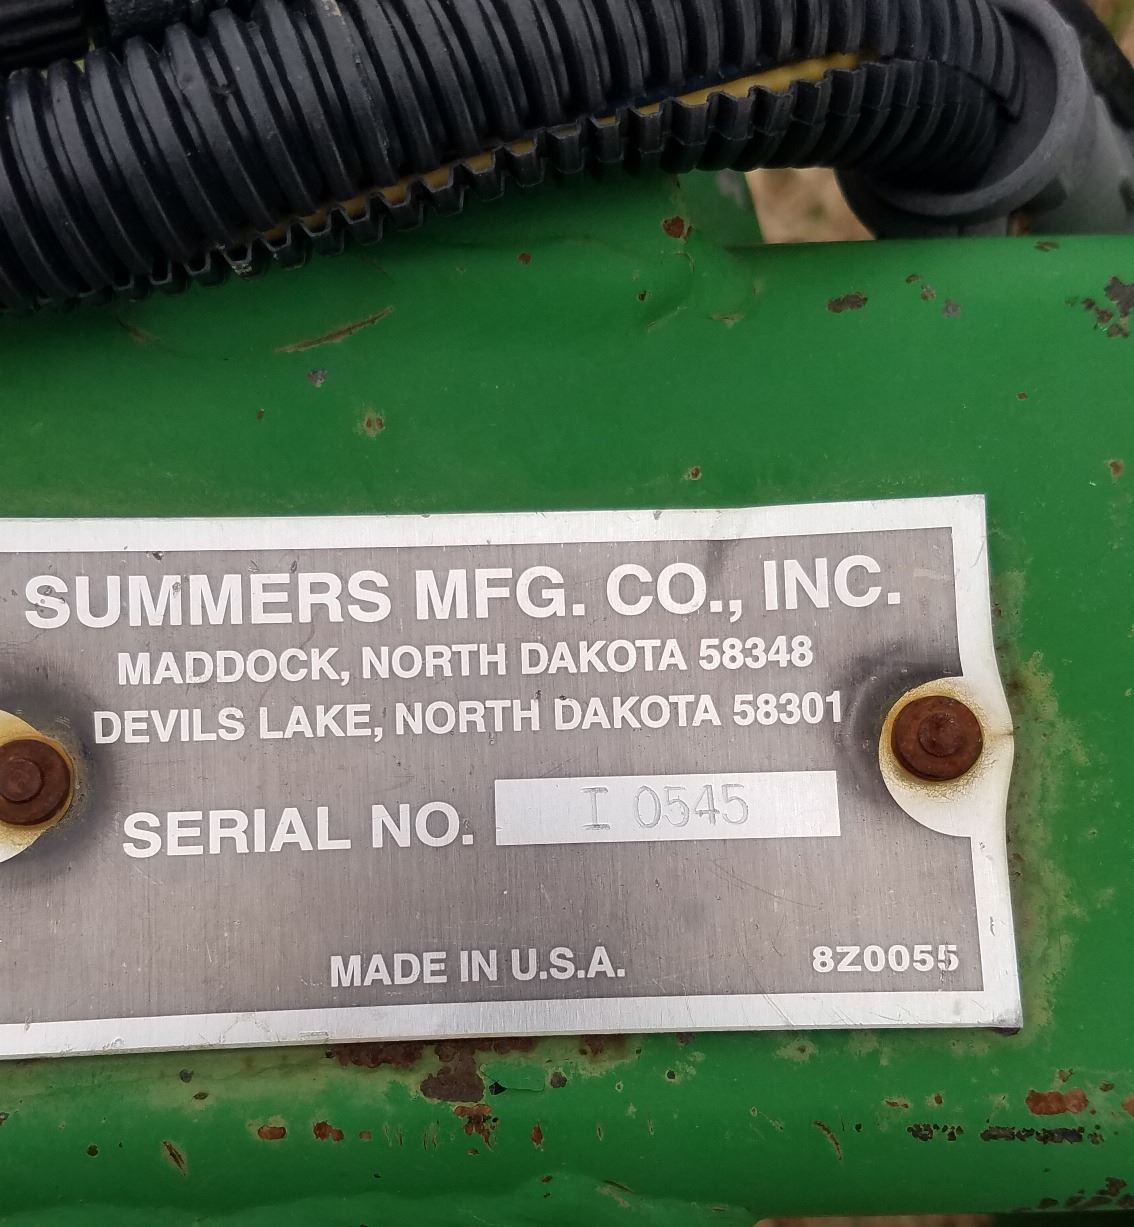 SUMMERS MFG. CO., INC.
MADDOCK, NORTH DAKOTA 58348
DEVILS LAKE, NORTH DAKOTA 58301
SERIAL NO. I 0545
MADE IN U.S.A. 8Z0055